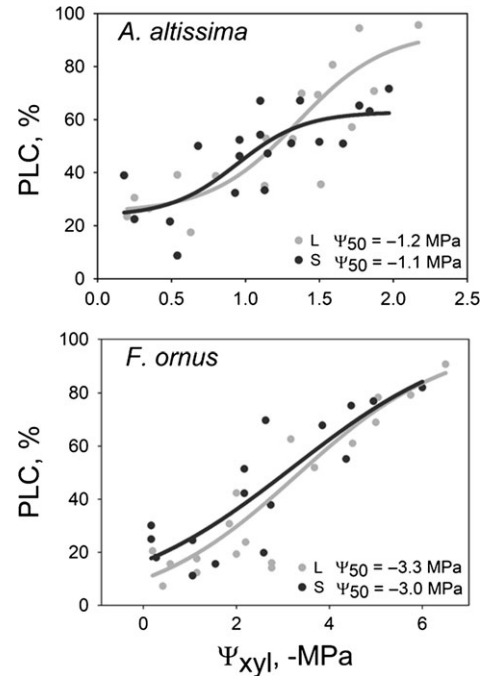 A. altissima
100
80
60
40
20
0
PLC, %
L Ψ50 = –1.2 MPa
S Ψ50 = –1.1 MPa
0.0 0.5 1.0 1.5 2.0 2.5
F. ornus
100
80
60
40
20
0
PLC, %
L Ψ50 = –3.3 MPa
S Ψ50 = –3.0 MPa
0 2 4 6
Ψxyl, -MPa